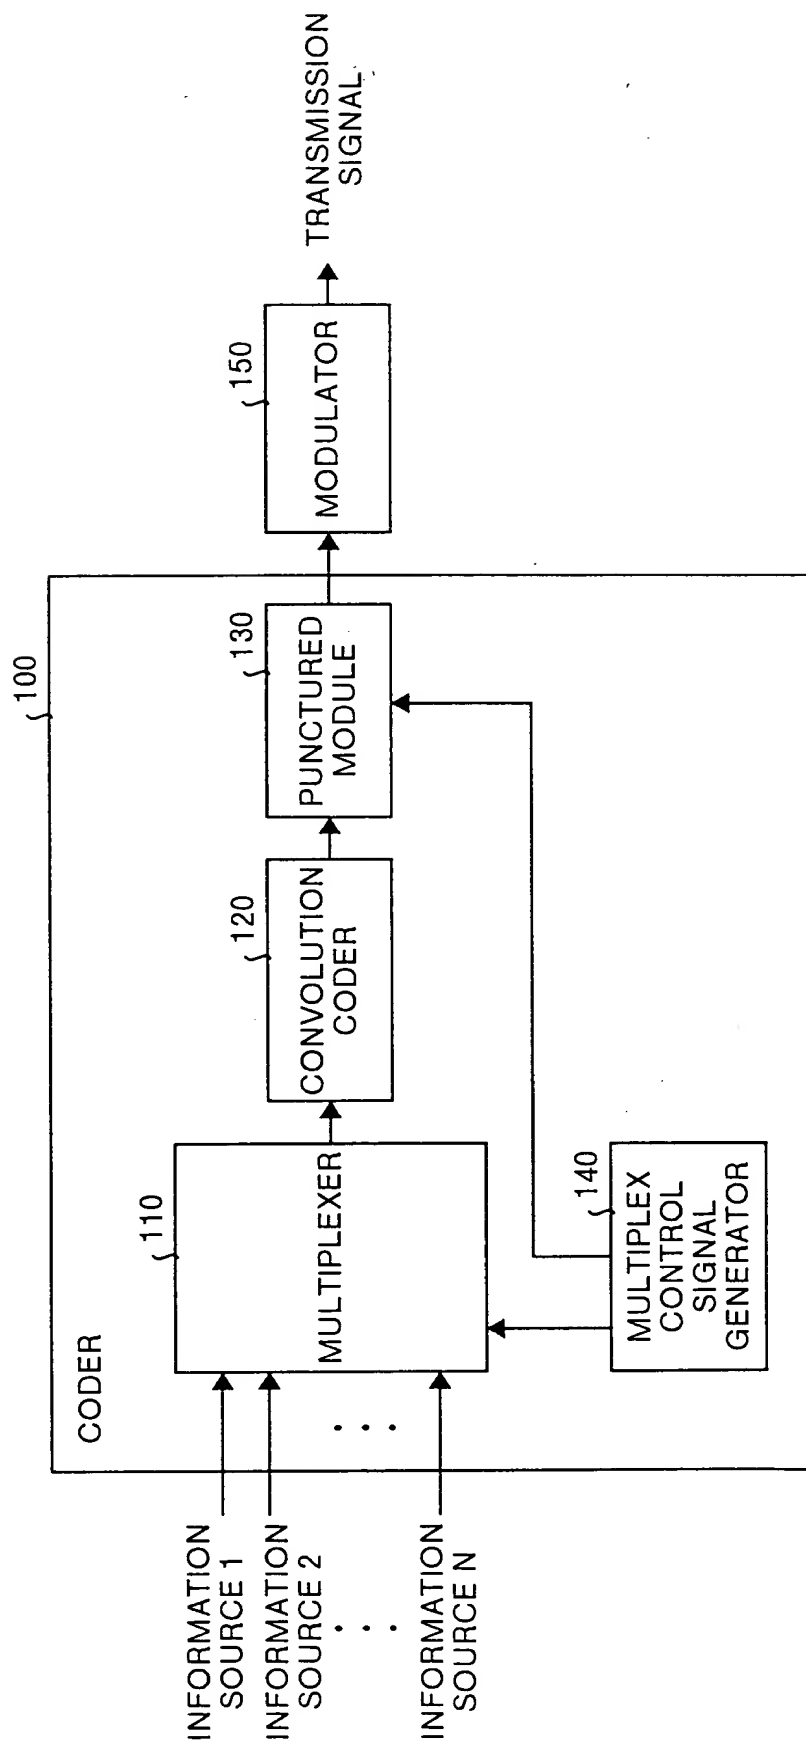 100
CODER
INFORMATION
SOURCE 1
INFORMATION
SOURCE 2
. . .
INFORMATION
SOURCE N
. . .
110
MULTIPLEXER
120
CONVOLUTION
CODER
130
PUNCTURED
MODULE
150
MODULATOR
TRANSMISSION
SIGNAL
140
MULTIPLEX
CONTROL
SIGNAL
GENERATOR